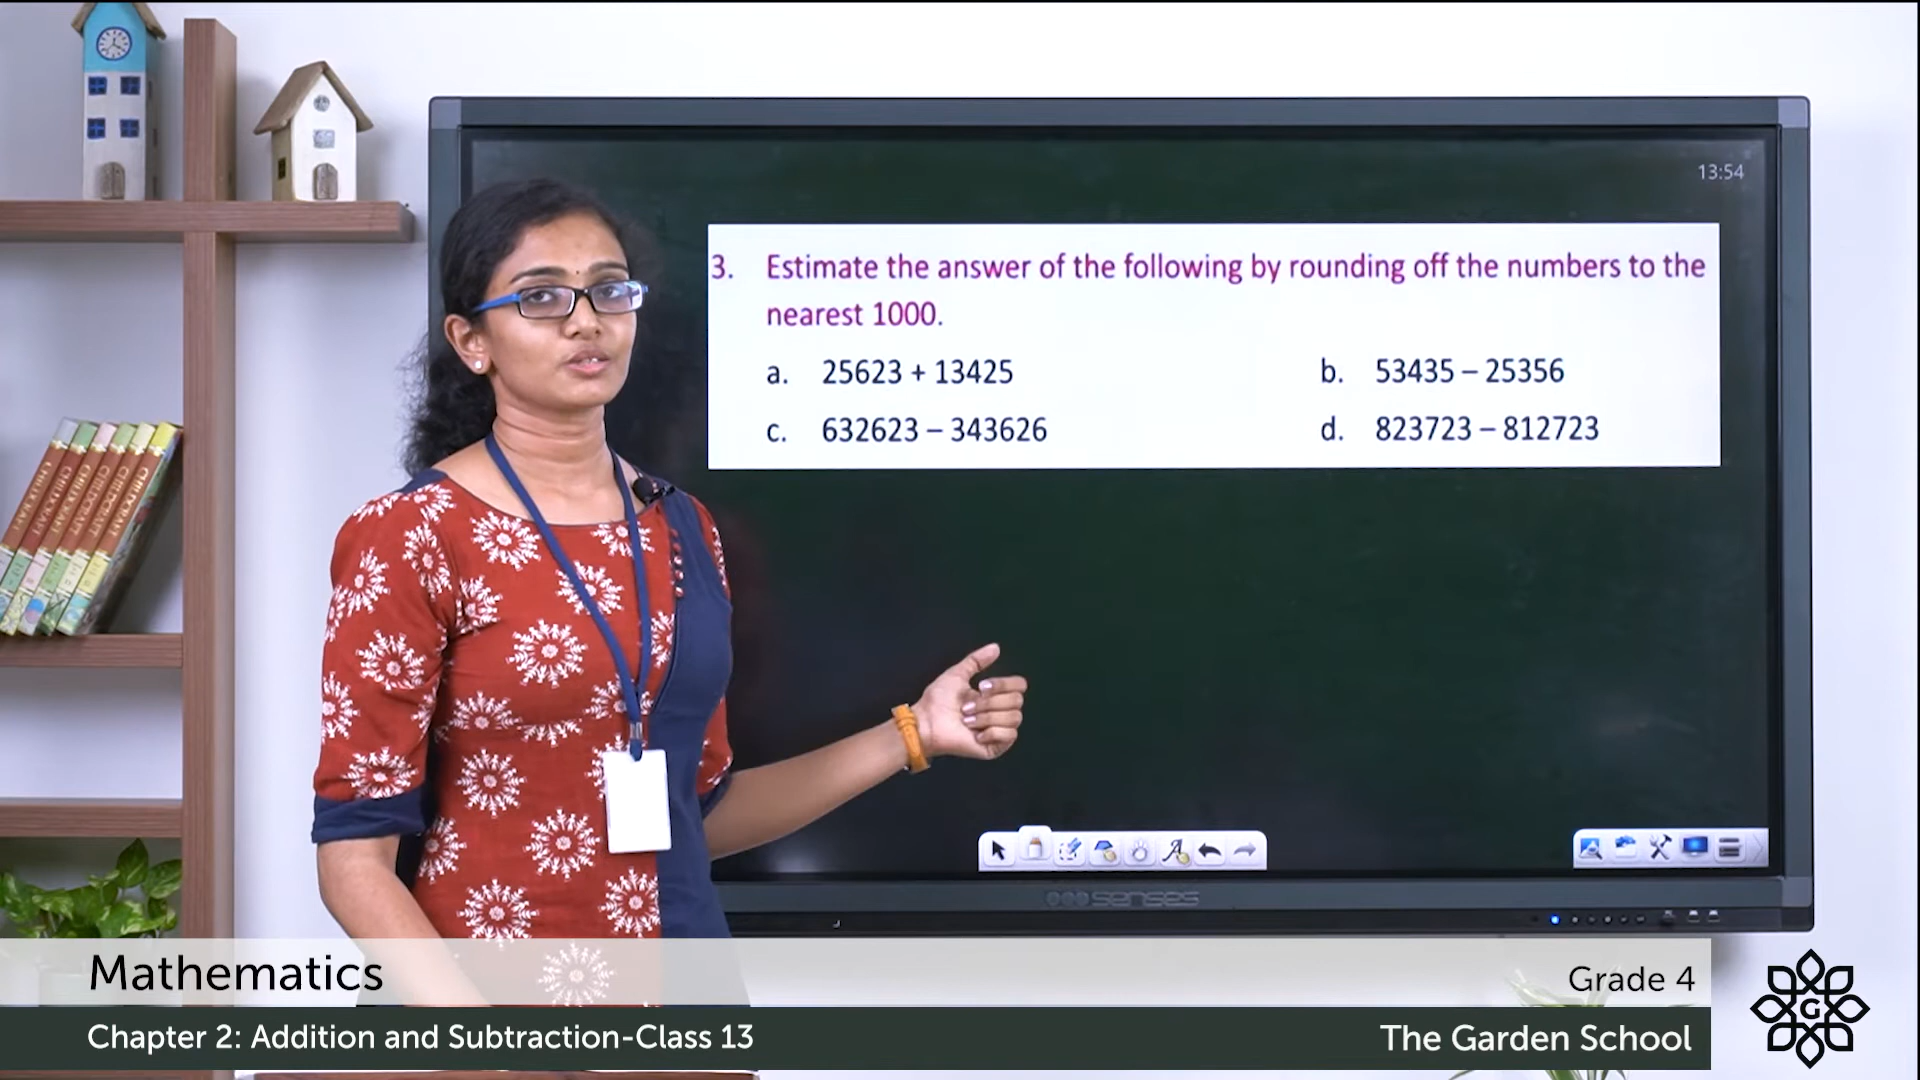 13:54
3. Estimate the answer of the following by rounding off the numbers to the
nearest 1000.
a. 25623 + 13425 b. 53435 – 25356
c. 632623 – 343626 d. 823723 – 812723
senses
Mathematics
Grade 4
Chapter 2: Addition and Subtraction-Class 13
The Garden School
G